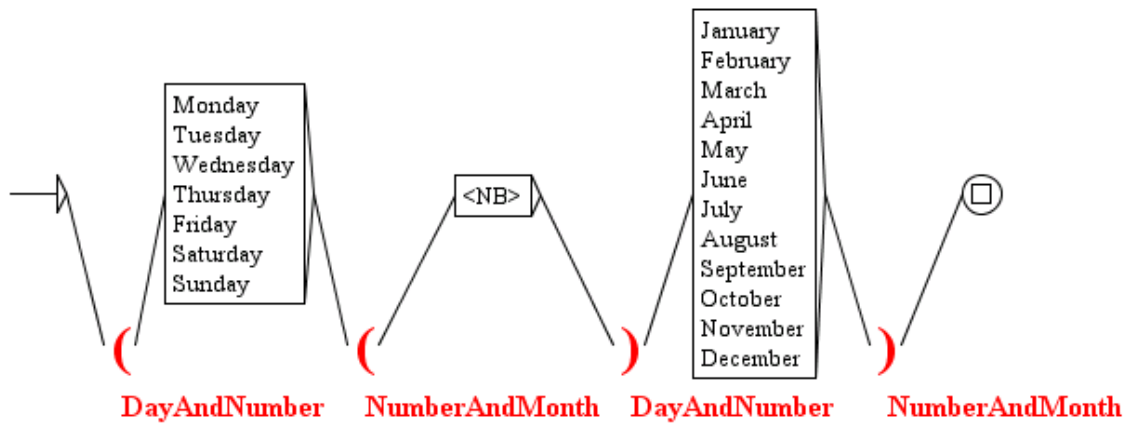 Monday
Tuesday
Wednesday
Thursday
Friday
Saturday
Sunday
<NB>
January
February
March
April
May
June
July
August
September
October
November
December
( ( ) )
DayAndNumber NumberAndMonth DayAndNumber NumberAndMonth